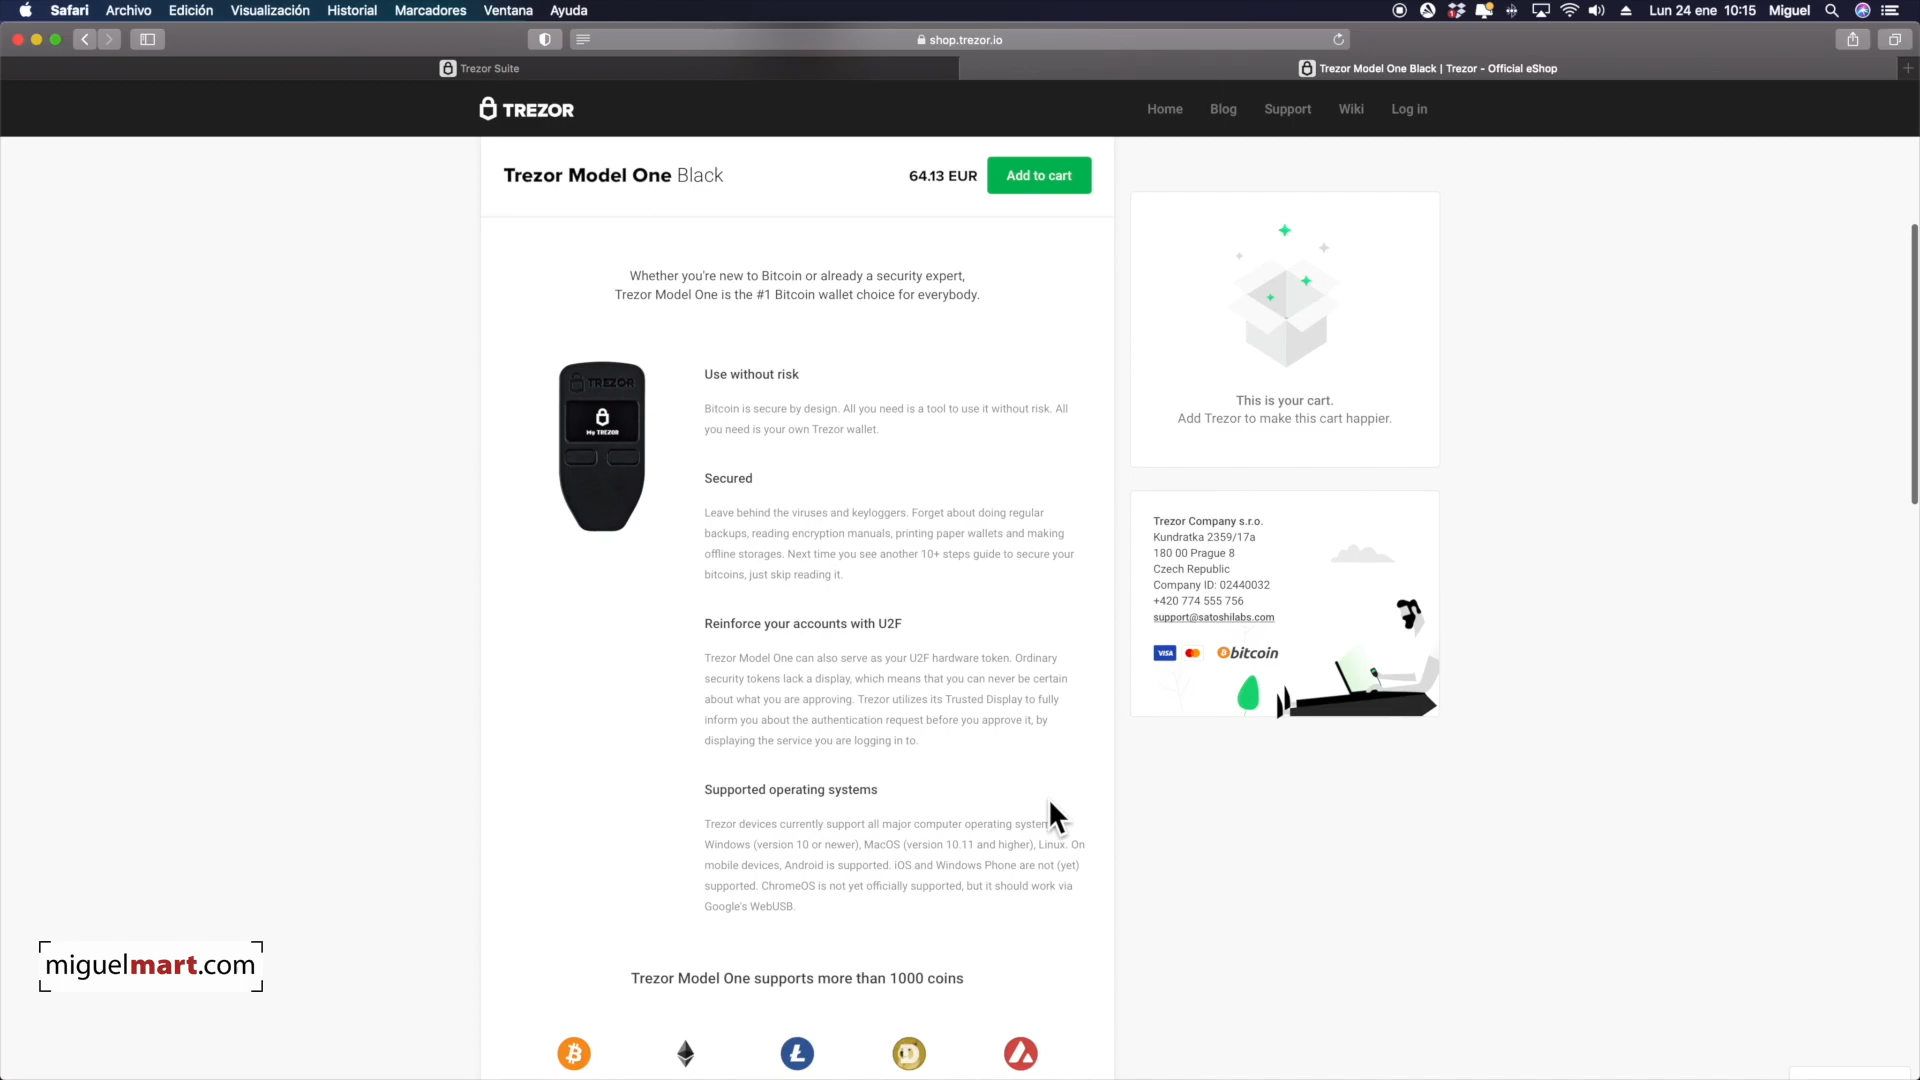 Safari Archivo Edición Visualización Historial Marcadores Ventana Ayuda
Lun 24 ene 10:15 Miguel
shop.trezor.io
Trezor Suite
Trezor Model One Black | Trezor - Official eShop
TREZOR
Home Blog Support Wiki Log in
Trezor Model One Black
64.13 EUR
Add to cart
Whether you're new to Bitcoin or already a security expert,
Trezor Model One is the #1 Bitcoin wallet choice for everybody.
TREZOR
My TREZOR
Use without risk
Bitcoin is secure by design. All you need is a tool to use it without risk. All
you need is your own Trezor wallet.
Secured
Leave behind the viruses and keyloggers. Forget about doing regular
backups, reading encryption manuals, printing paper wallets and making
offline storages. Next time you see another 10+ steps guide to secure your
bitcoins, just skip reading it.
Reinforce your accounts with U2F
Trezor Model One can also serve as your U2F hardware token. Ordinary
security tokens lack a display, which means that you can never be certain
about what you are approving. Trezor utilizes its Trusted Display to fully
inform you about the authentication request before you approve it, by
displaying the service you are logging in to.
Supported operating systems
Trezor devices currently support all major computer operating
Windows (version 10 or newer), MacOS (version 10.11 and higher), Linux. On
mobile devices, Android is supported. iOS and Windows Phone are not (yet)
supported. ChromeOS is not yet officially supported, but it should work via
Google's WebUSB.
Trezor Model One supports more than 1000 coins
This is your cart.
Add Trezor to make this cart happier.
Trezor Company s.r.o.
Kundratka 2359/17a
180 00 Prague 8
Czech Republic
Company ID: 02440032
+420 774 555 756
support@satoshilabs.com
VISA
bitcoin
miguelmart.com